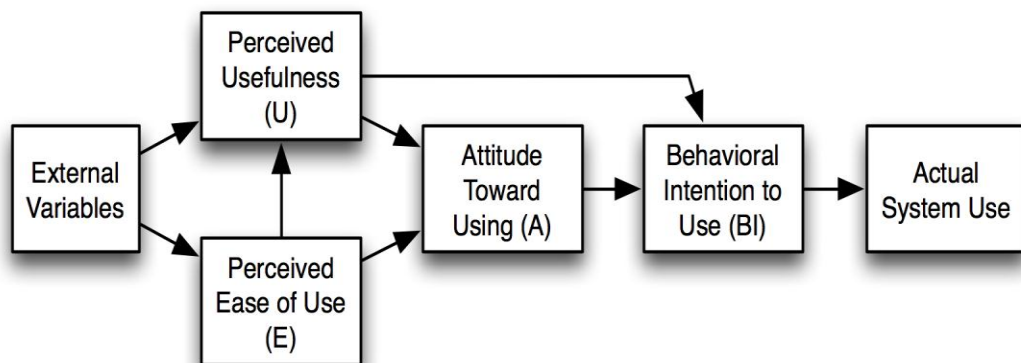 External
Variables
Perceived
Usefulness
(U)
Perceived
Ease of Use
(E)
Attitude
Toward
Using (A)
Behavioral
Intention to
Use (BI)
Actual
System Use